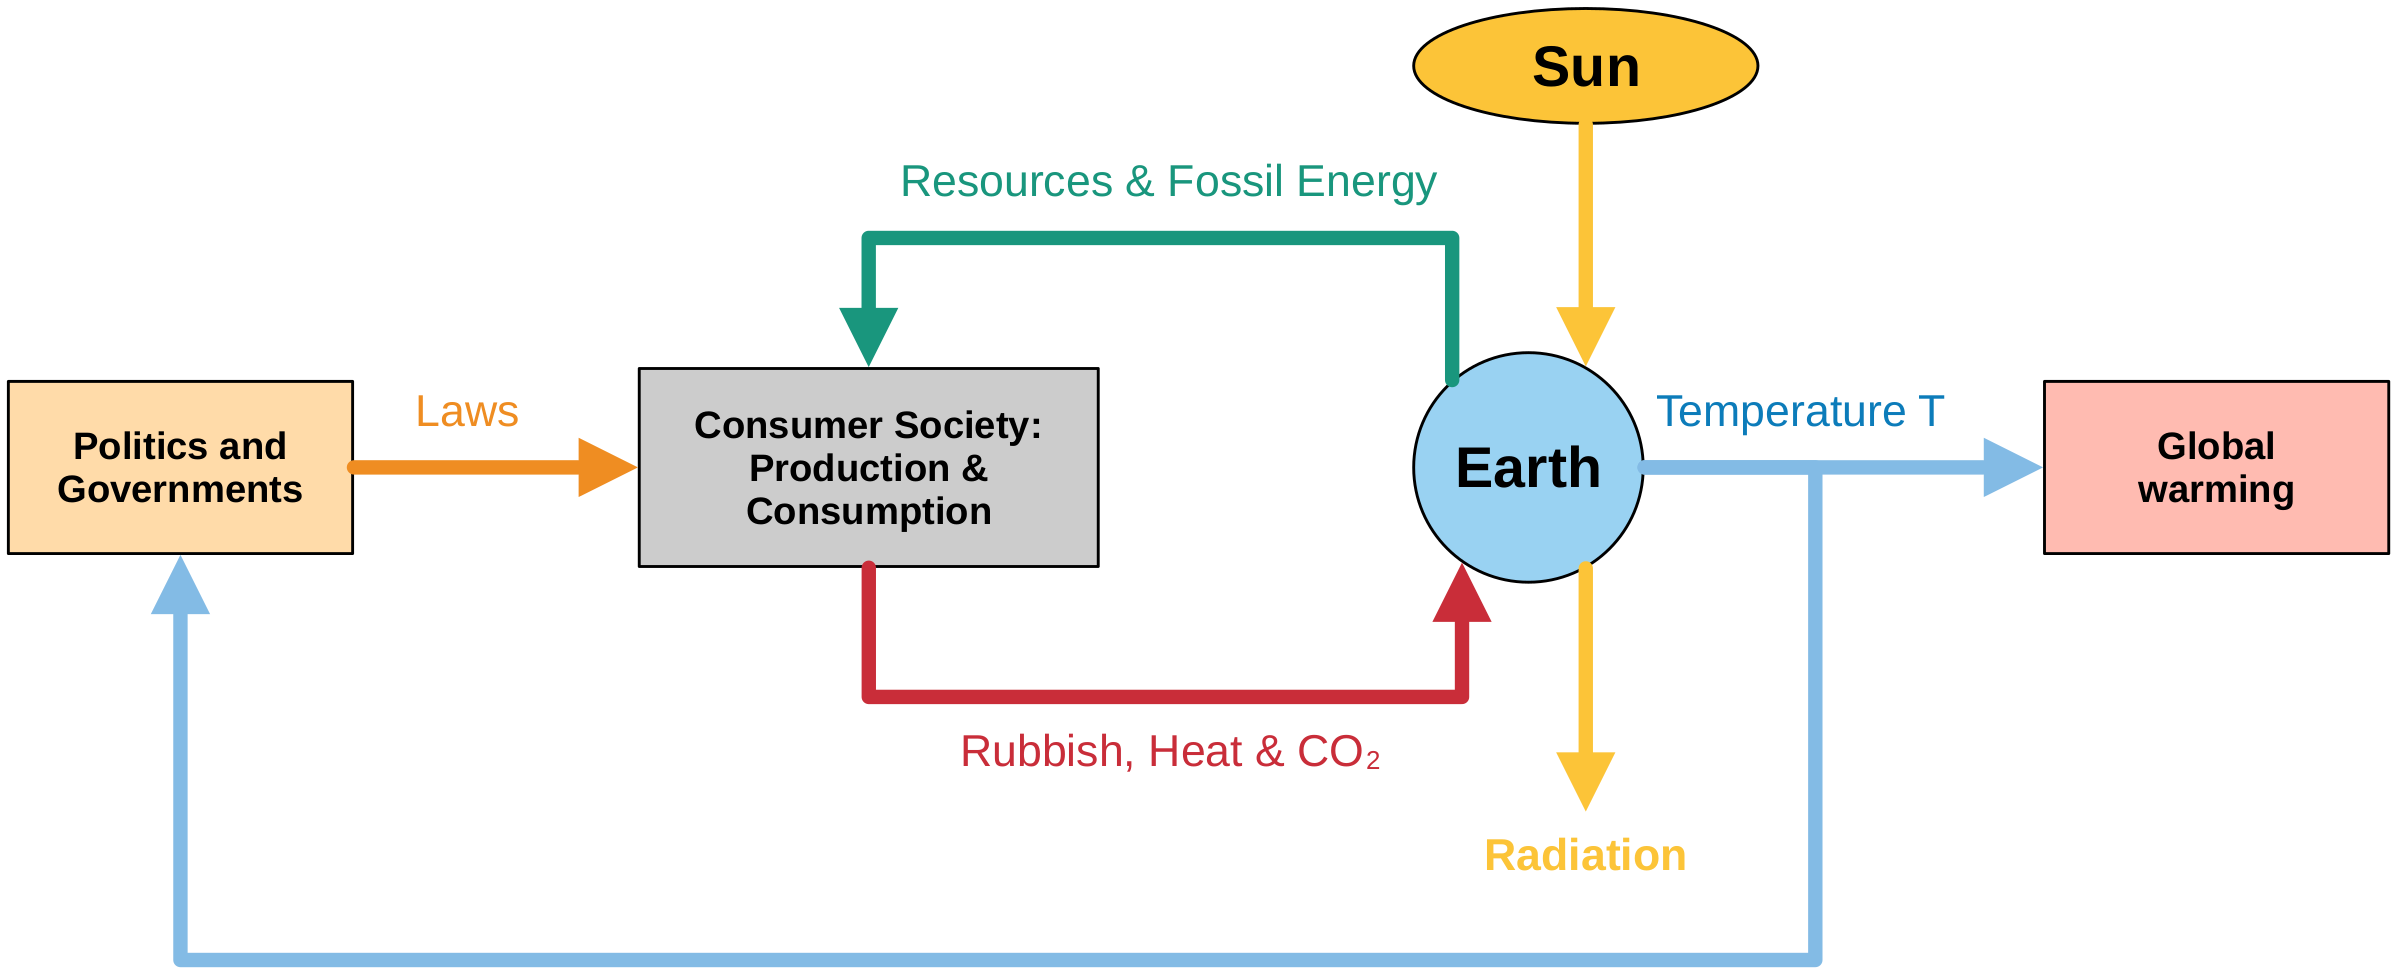 Sun
Resources & Fossil Energy
Laws
Temperature T
Politics and
Governments
Consumer Society:
Production &
Consumption
Earth
Global
warming
Rubbish, Heat & CO₂
Radiation